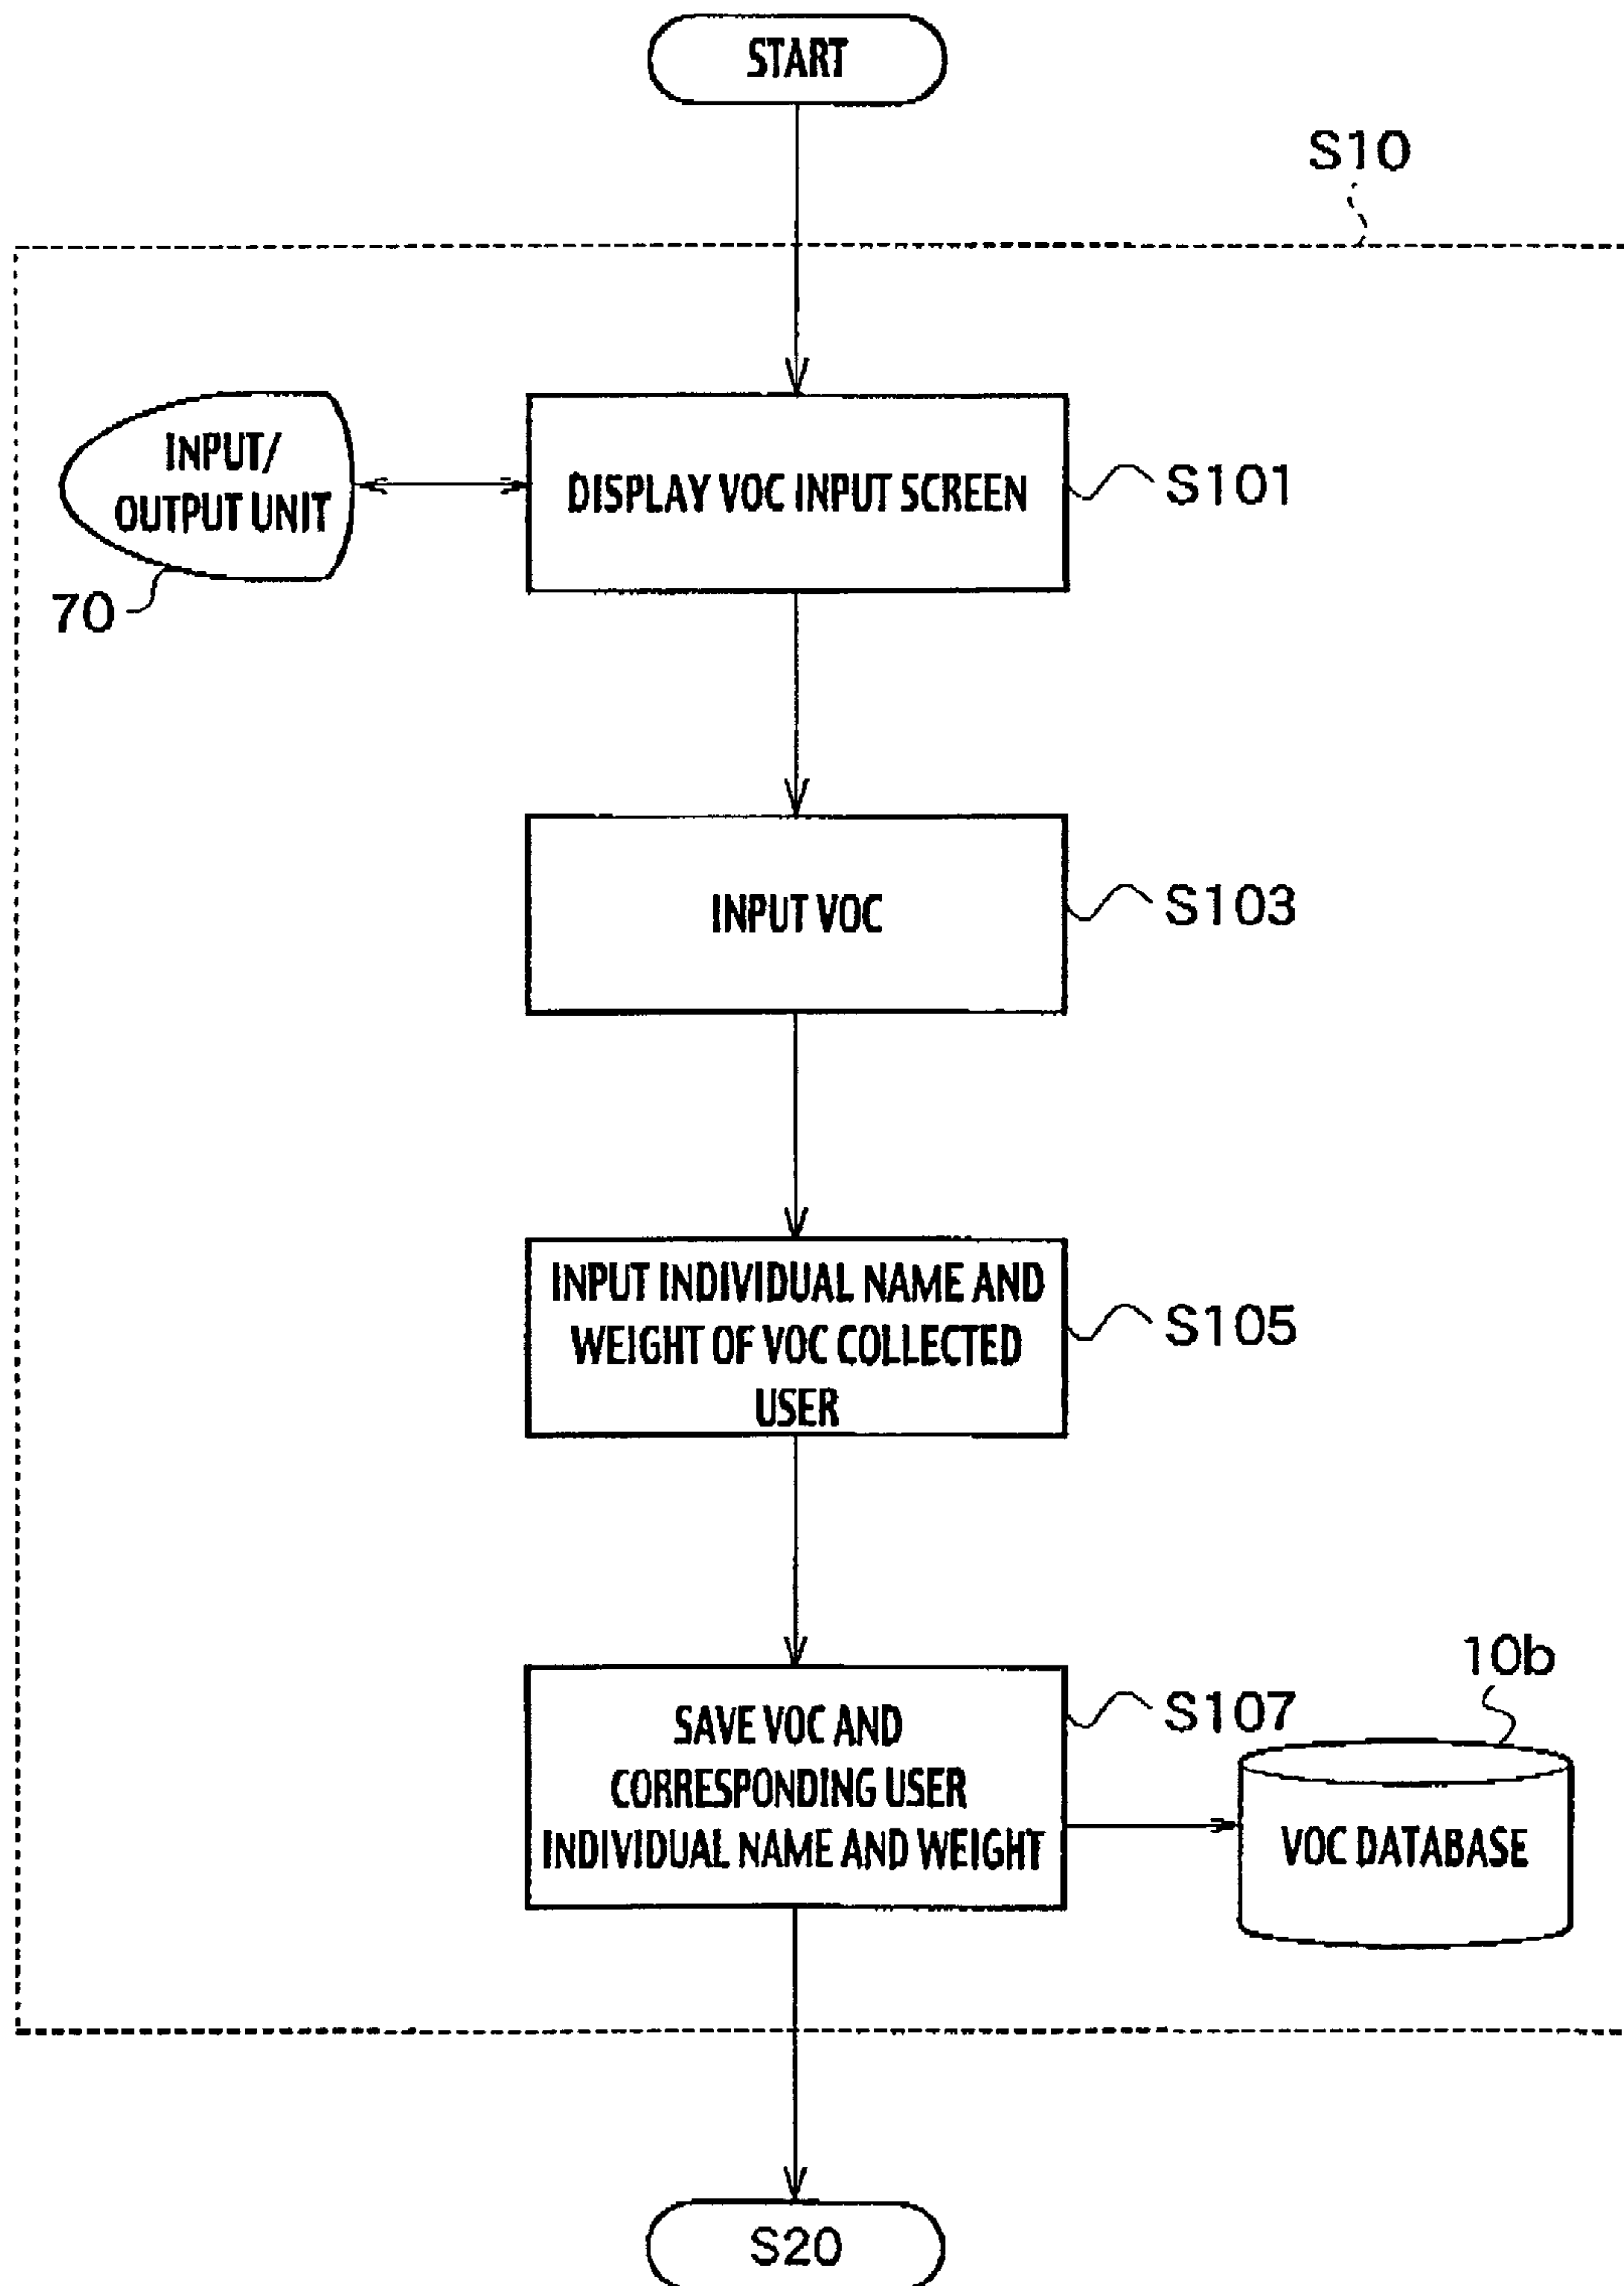 START
S10
INPUT/
OUTPUT UNIT
70
DISPLAY VOC INPUT SCREEN
S101
INPUT VOC
S103
INPUT INDIVIDUAL NAME AND
WEIGHT OF VOC COLLECTED
USER
S105
SAVE VOC AND
CORRESPONDING USER
INDIVIDUAL NAME AND WEIGHT
S107
10b
VOC DATABASE
S20